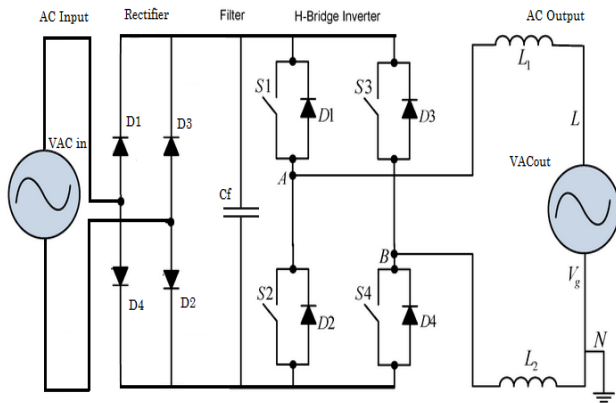 AC Input
Rectifier
Filter
H-Bridge Inverter
AC Output
L1
S1
S3
D1
D3
D1
D3
VAC in
L
VACout
A
Cf
B
Vg
D4
D2
S2
S4
D2
D4
N
L2